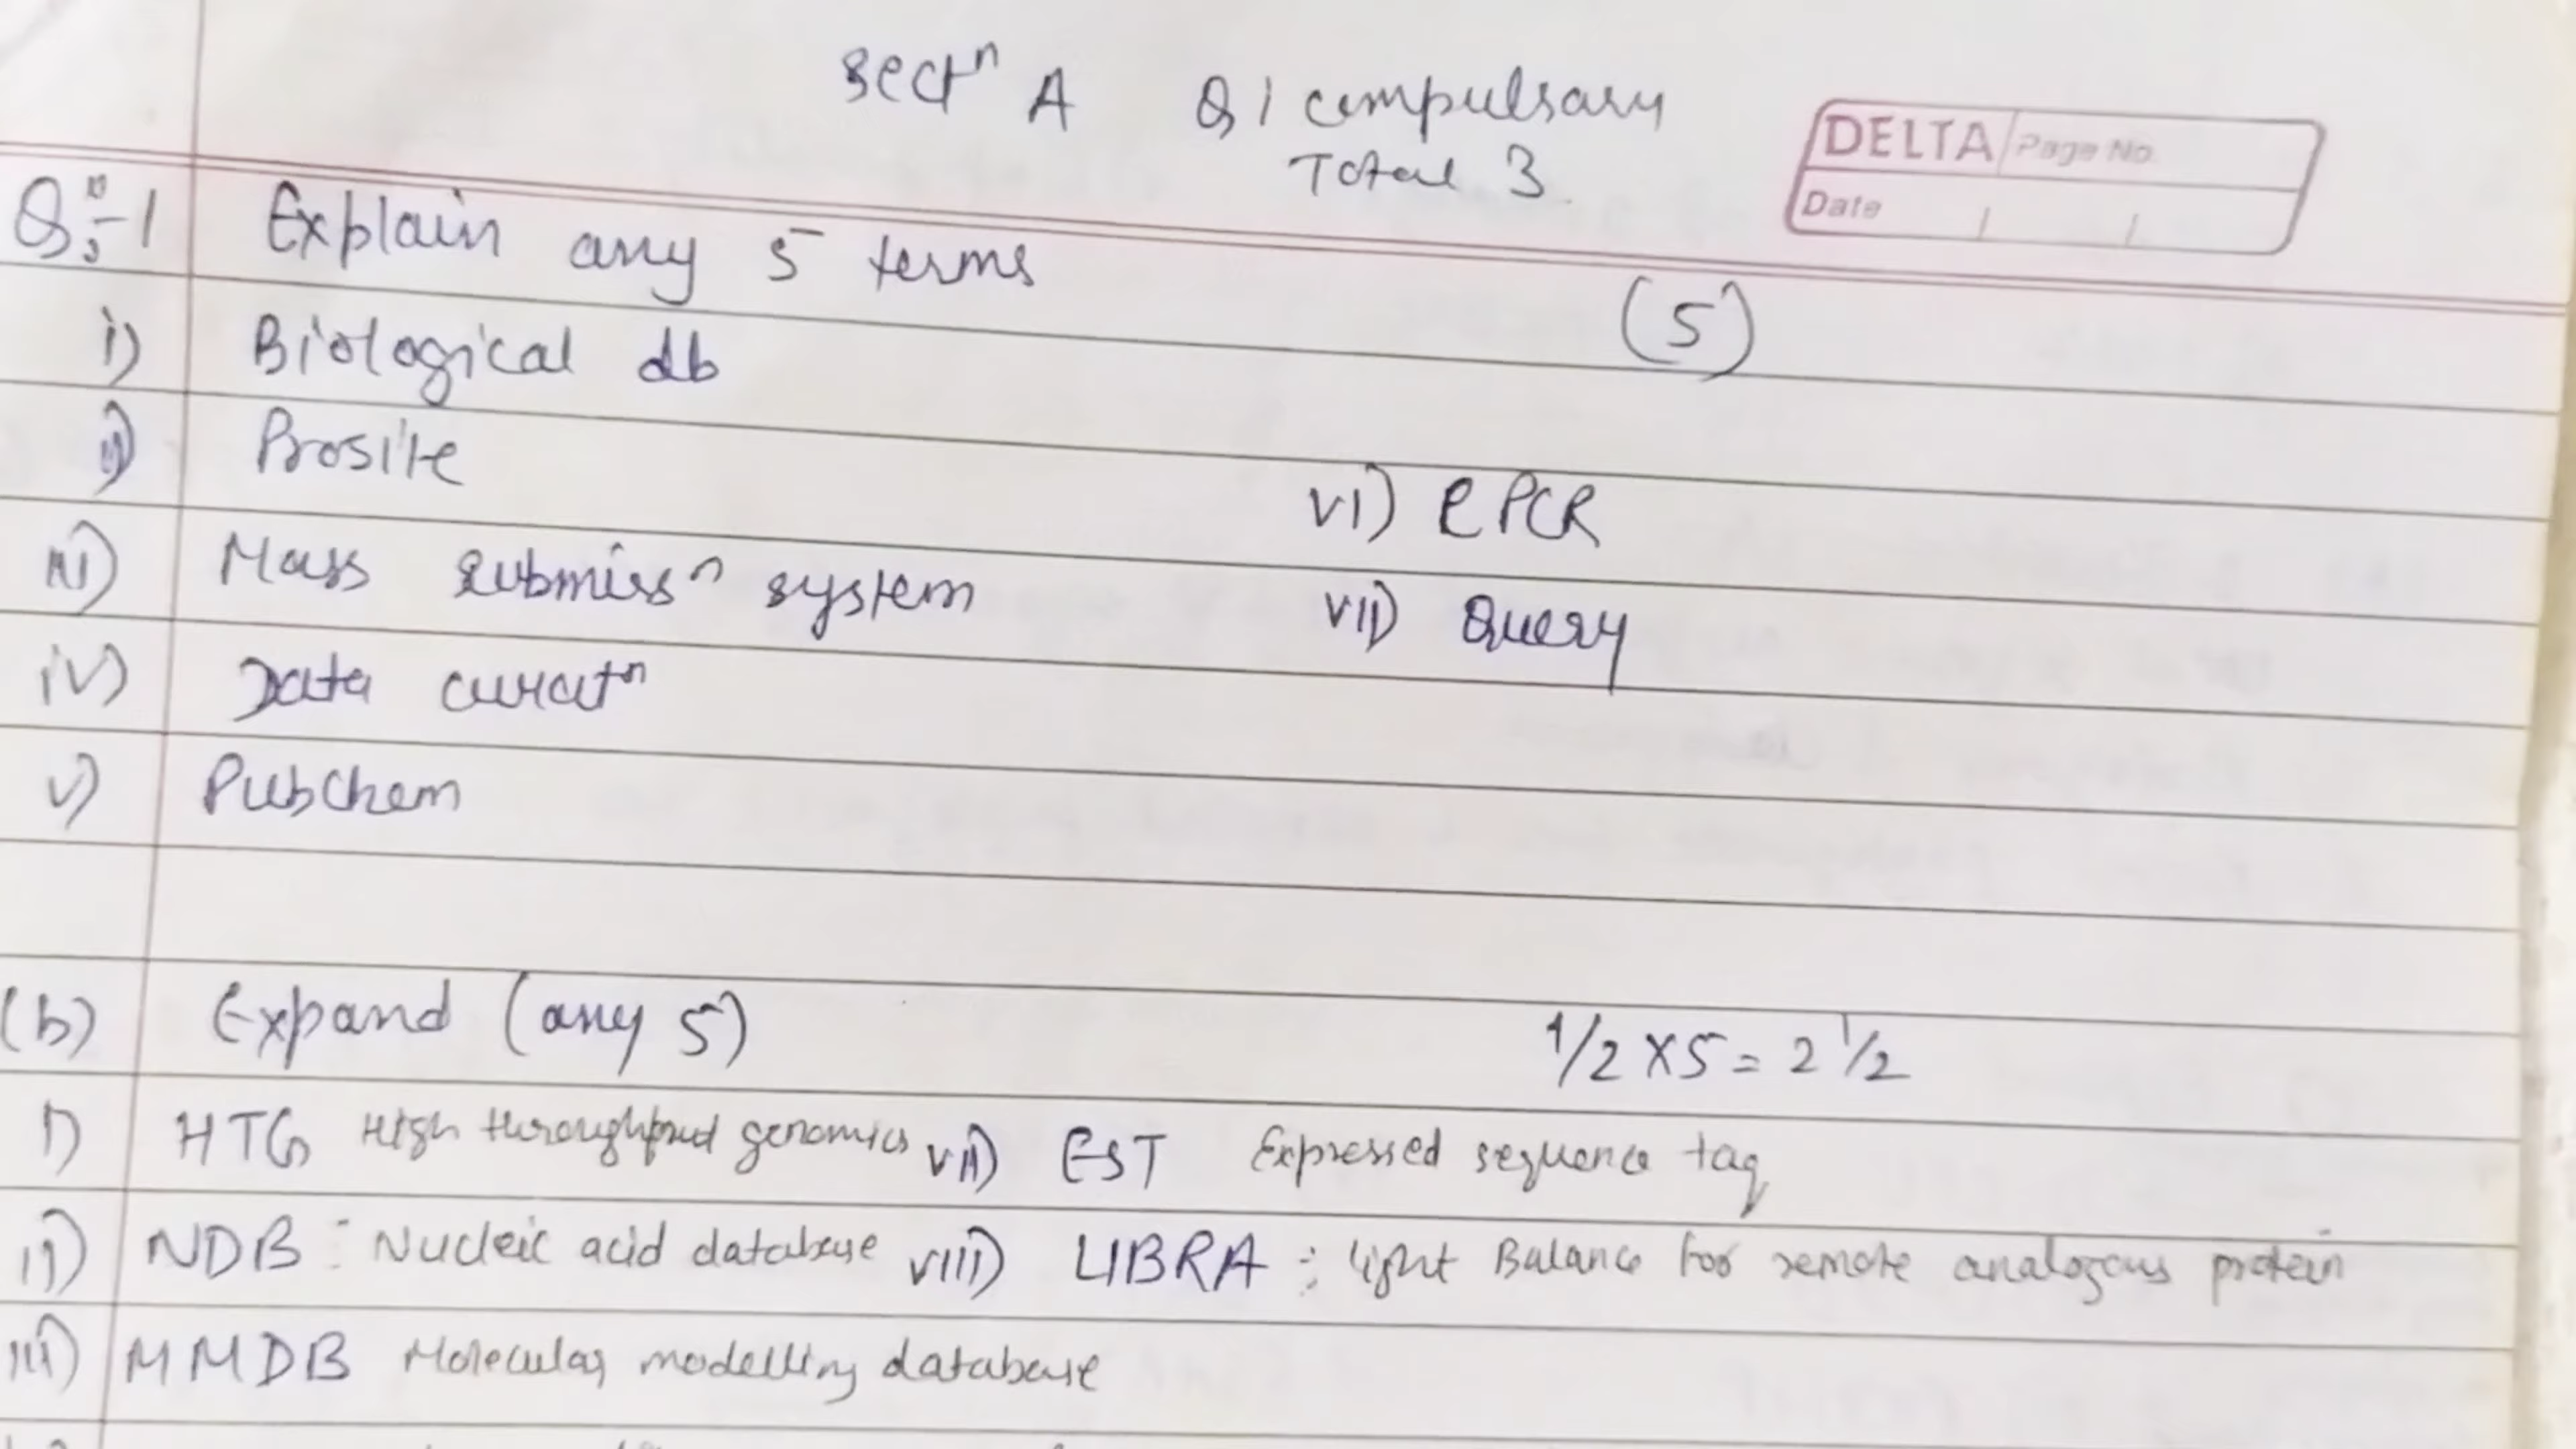 sectⁿ A Q1 compulsary
Total 3
DELTA Page No.
Date / /
Q:-1 Explain any 5 terms
(5)
i) Biological db
ii) Prosite
vi) ePCR
iii) Mass submissⁿ system
vii) Query
iv) Data curatⁿ
v) PubChem
(b) Expand (any 5) 1/2 X5 = 2 1/2
i) HTG High throughput genomics vii) EST Expressed sequence tag
ii) NDB : Nucleic acid database viii) LIBRA : light Balance for remote analogous protein
iii) MMDB Molecular modelling database